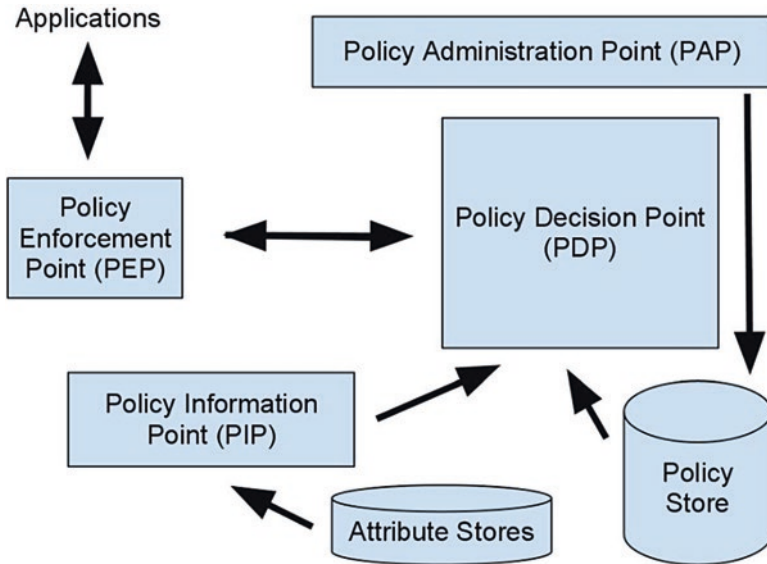 Applications
Policy Administration Point (PAP)
Policy
Enforcement
Point (PEP)
Policy Decision Point
(PDP)
Policy Information
Point (PIP)
Policy
Store
Attribute Stores